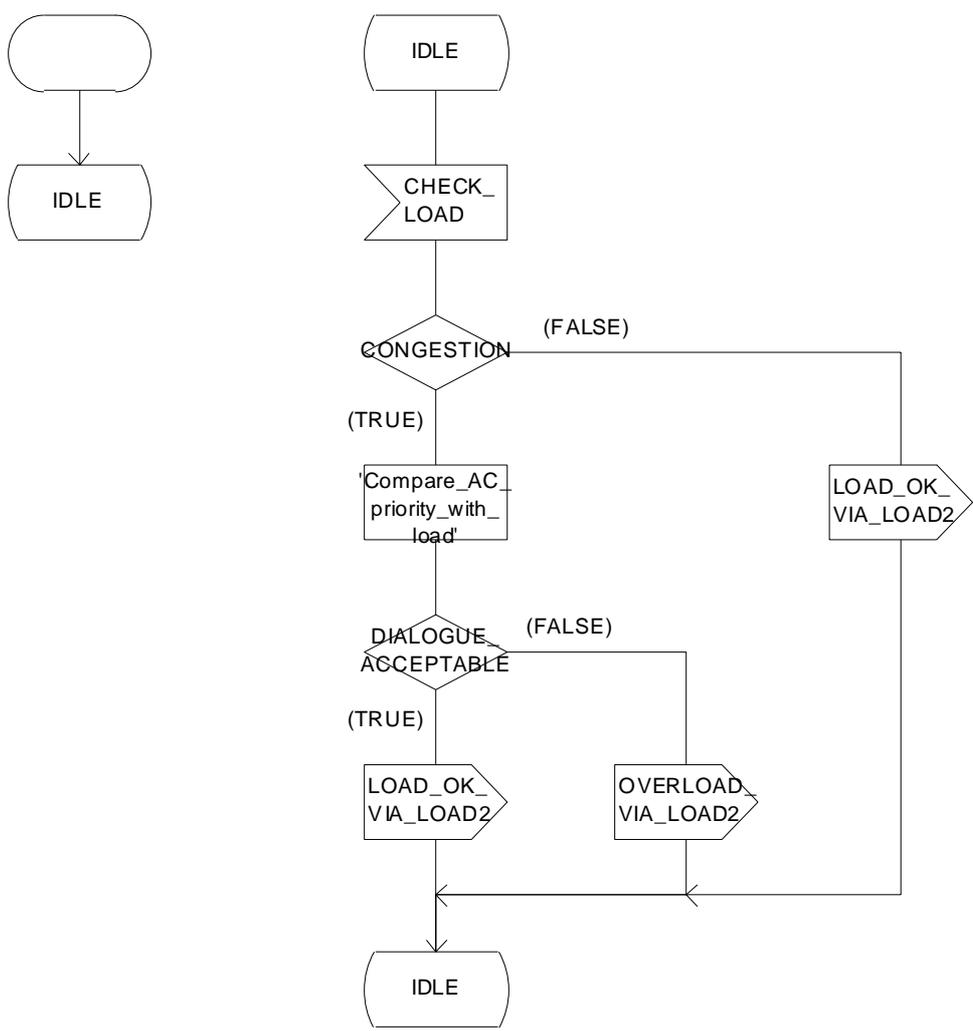 IDLE
IDLE
CHECK_
LOAD
CONGESTION
(FALSE)
(TRUE)
'Compare_AC_
priority_with_
load'
LOAD_OK_
VIA_LOAD2
DIALOGUE_
ACCEPTABLE
(FALSE)
(TRUE)
LOAD_OK_
VIA_LOAD2
OVERLOAD_
VIA_LOAD2
IDLE